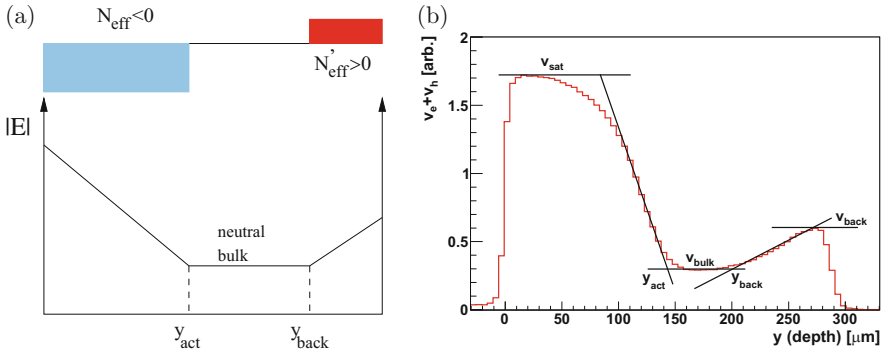 (a)
N_eff<0
N'_eff>0
|E|
neutral
bulk
y_act
y_back
(b)
v_e+v_h [arb.]
2
1.5
1
0.5
0
v_sat
v_back
v_bulk
y_act
y_back
0 50 100 150 200 250 300
y (depth) [μm]